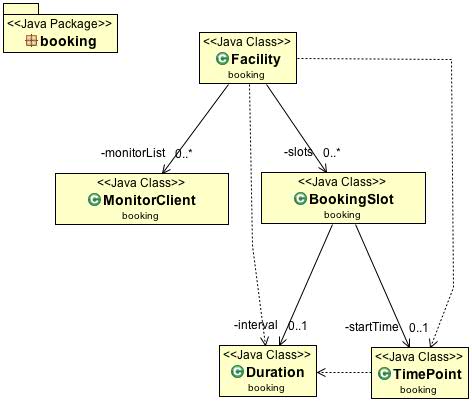 <<Java Package>>
booking
<<Java Class>>
Facility
booking
-monitorList 0..*
-slots 0..*
<<Java Class>>
MonitorClient
booking
<<Java Class>>
BookingSlot
booking
-interval 0..1
-startTime 0..1
<<Java Class>>
Duration
booking
<<Java Class>>
TimePoint
booking